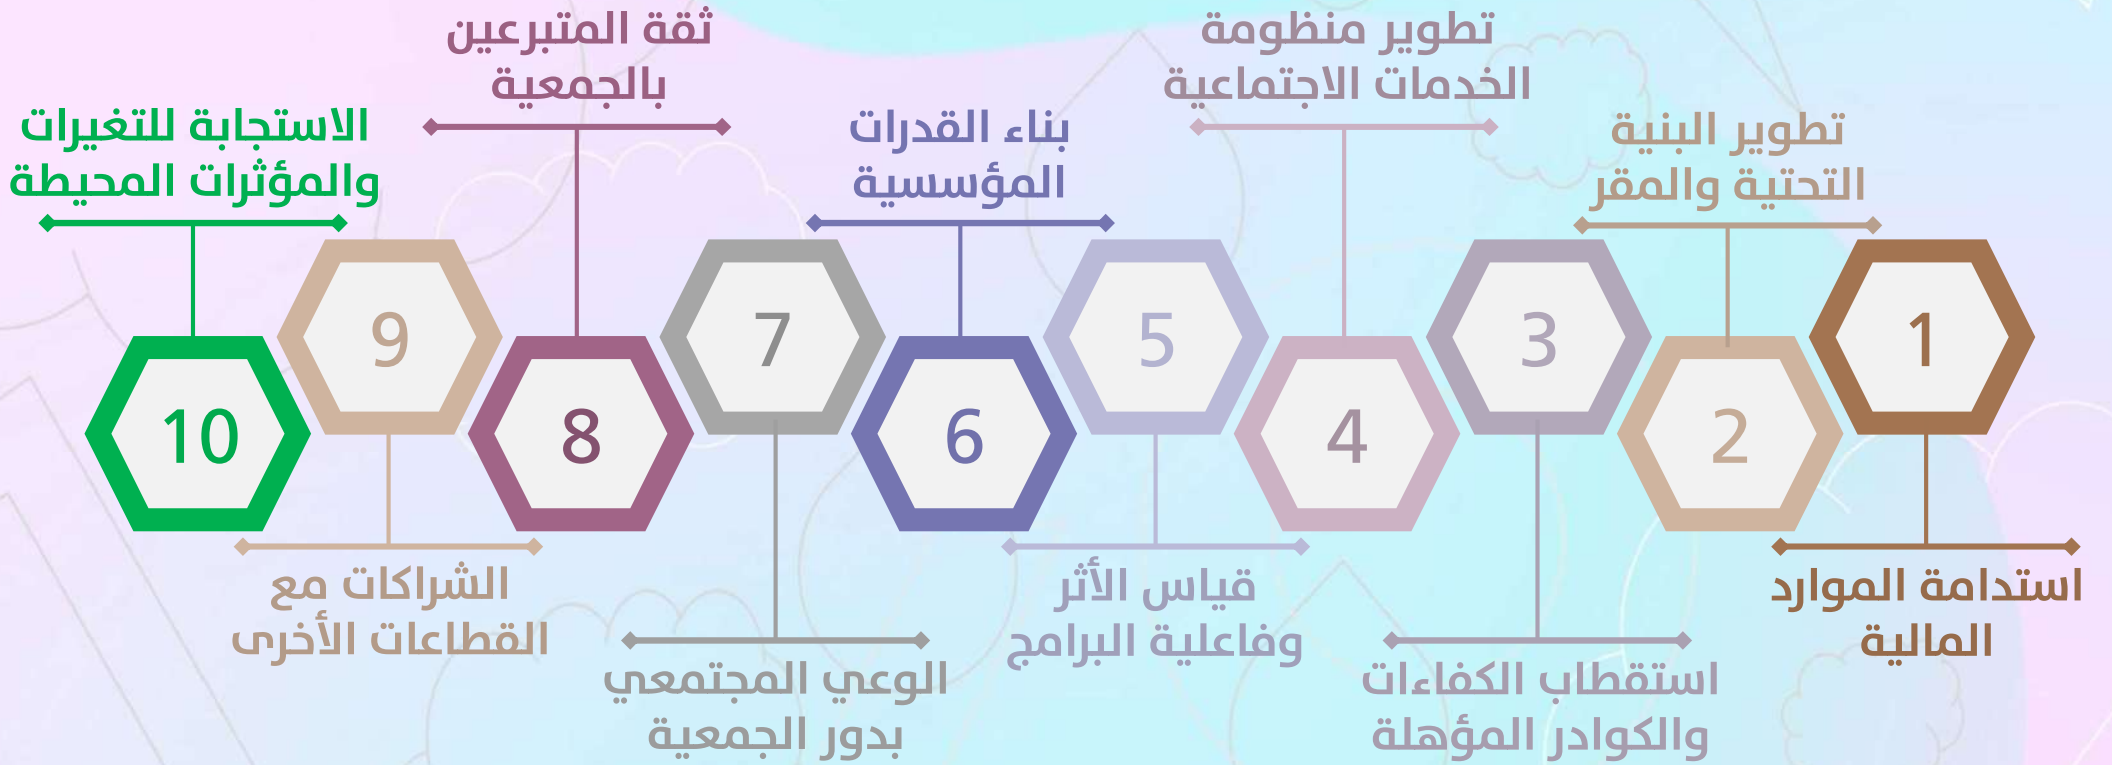 1
استدامة الموارد
المالية
2
تطوير البنية
التحتية والمقر
3
استقطاب الكفاءات
والكوادر المؤهلة
4
تطوير منظومة
الخدمات الاجتماعية
5
قياس الأثر
وفاعلية البرامج
6
بناء القدرات
المؤسسية
7
الوعي المجتمعي
بدور الجمعية
8
ثقة المتبرعين
بالجمعية
9
الشراكات مع
القطاعات الأخرى
10
الاستجابة للتغيرات
والمؤثرات المحيطة